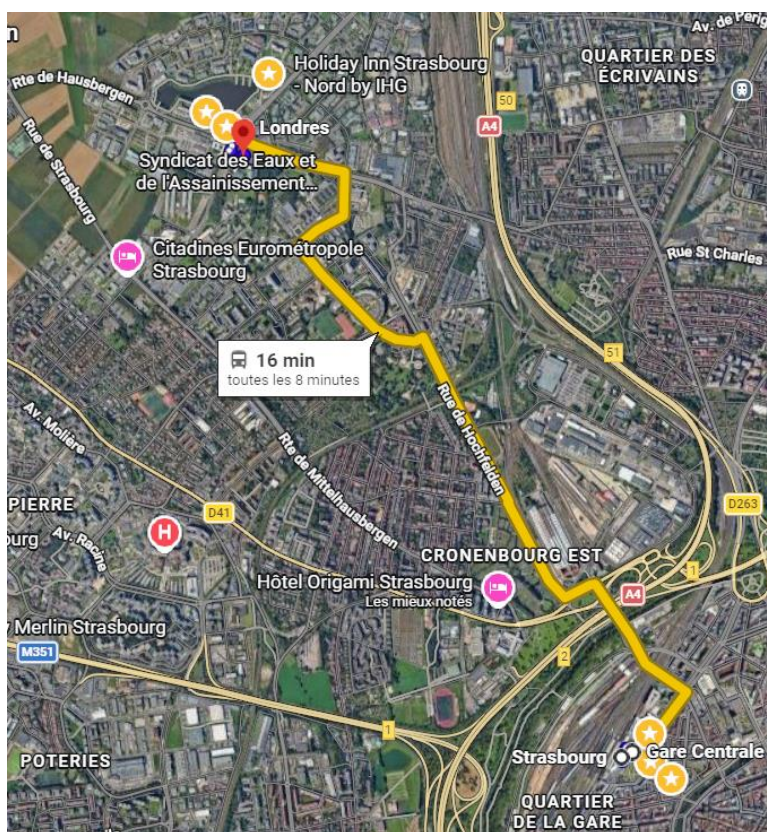 n
Av. de Périg
Holiday Inn Strasbourg
- Nord by IHG
QUARTIER DES
ÉCRIVAINS
Rte de Hausbergen
50
A4
Londres
Syndicat des Eaux et
de l'Assainissement...
Rue de Strasbourg
Citadines Eurométropole
Strasbourg
Rue St Charles
16 min
toutes les 8 minutes
51
Av. Molière
Rue de Hochfelden
Rte de Mittelhausbergen
PIERRE
D41
D263
H
ourg
Av. Racine
CRONENBOURG EST
1
Hôtel Origami Strasbourg
Les mieux notés
A4
y Merlin Strasbourg
M351
2
1
Strasbourg
Gare Centrale
POTERIES
QUARTIER
DE LA GARE